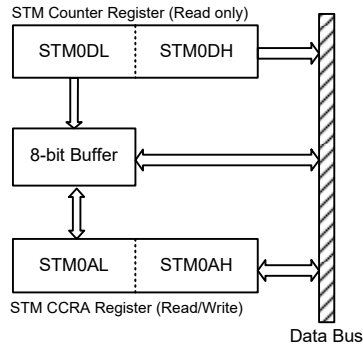 STM Counter Register (Read only)
STM0DL STM0DH
8-bit Buffer
STM0AL STM0AH
STM CCRA Register (Read/Write)
Data Bus